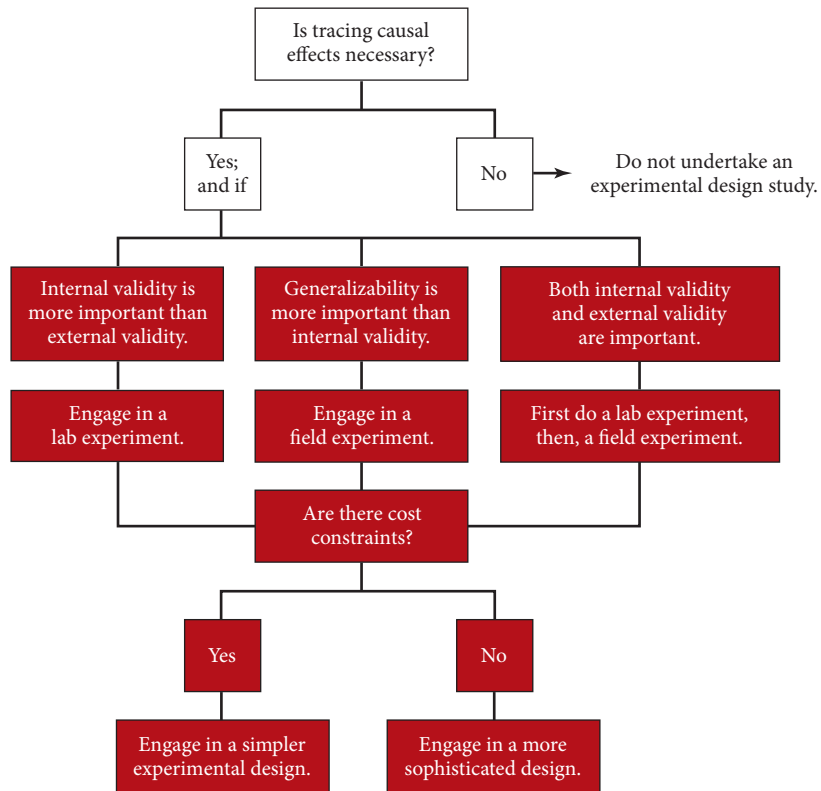 Is tracing causal
effects necessary?
Yes;
and if
No
Do not undertake an
experimental design study.
Internal validity is
more important than
external validity.
Generalizability is
more important than
internal validity.
Both internal validity
and external validity
are important.
Engage in a
lab experiment.
Engage in a
field experiment.
First do a lab experiment,
then, a field experiment.
Are there cost
constraints?
Yes
No
Engage in a simpler
experimental design.
Engage in a more
sophisticated design.